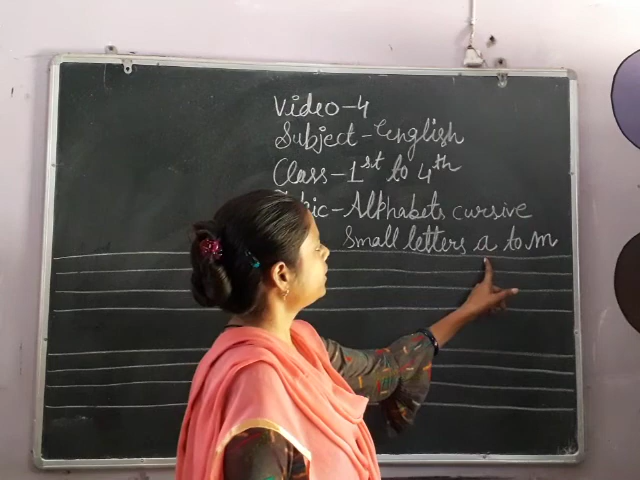 Video-4
Subject-English
Class-1st to 4th
-Alphabets cursive
Small letters a to m